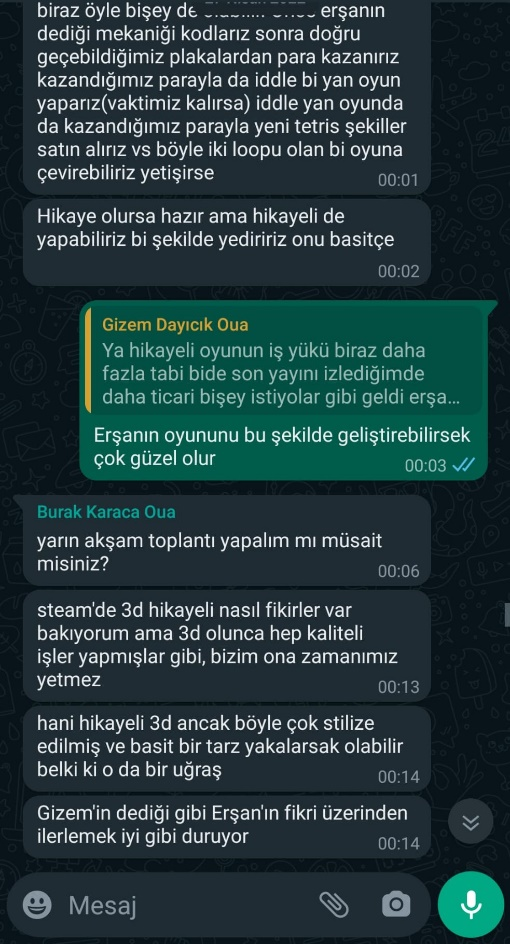 biraz öyle bişey de
erşanın
dediği mekaniği kodlarız sonra doğru
geçebildiğimiz plakalardan para kazanırız
kazandığımız parayla da iddle bi yan oyun
yaparız(vaktimiz kalırsa) iddle yan oyunda
da kazandığımız parayla yeni tetris şekiller
satın alırız vs böyle iki loopu olan bi oyuna
çevirebiliriz yetişirse
00:01
Hikaye olursa hazır ama hikayeli de
yapabiliriz bi şekilde yediririz onu basitçe
00:02
Gizem Dayıcık Oua
Ya hikayeli oyunun iş yükü biraz daha
fazla tabi bide son yayını izlediğimde
daha ticari bişey istiyolar gibi geldi erşa...
Erşanın oyununu bu şekilde geliştirebilirsek
çok güzel olur
00:03
Burak Karaca Oua
yarın akşam toplantı yapalım mı müsait
misiniz?
00:06
steam'de 3d hikayeli nasıl fikirler var
bakıyorum ama 3d olunca hep kaliteli
işler yapmışlar gibi, bizim ona zamanımız
yetmez
00:13
hani hikayeli 3d ancak böyle çok stilize
edilmiş ve basit bir tarz yakalarsak olabilir
belki ki o da bir uğraş
00:14
Gizem'in dediği gibi Erşan'ın fikri üzerinden
ilerlemek iyi gibi duruyor
00:14
Mesaj